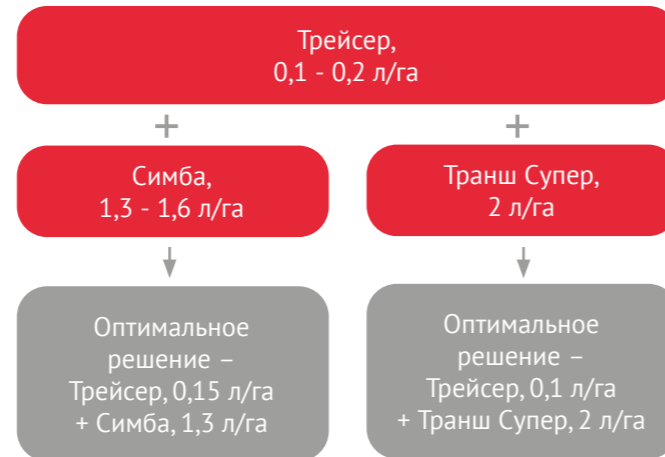 Трейсер,
0,1 - 0,2 л/га
+
+
Симба,
1,3 - 1,6 л/га
Транш Супер,
2 л/га
Оптимальное
решение –
Трейсер, 0,15 л/га
+ Симба, 1,3 л/га
Оптимальное
решение –
Трейсер, 0,1 л/га
+ Транш Супер, 2 л/га